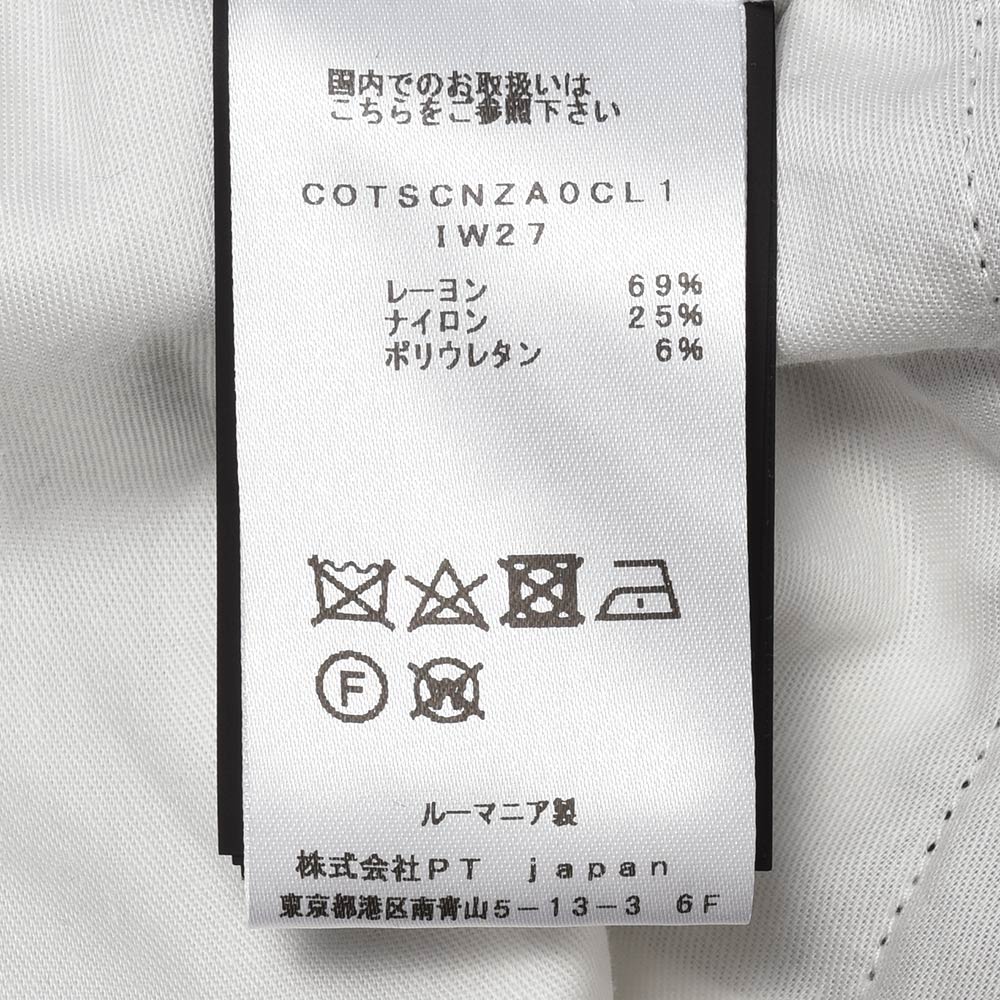 国内でのお取扱いは
こちらをご参照下さい
COTSCNZA0CL1
IW27
レーヨン 69%
ナイロン 25%
ポリウレタン 6%
F
W
ルーマニア製
株式会社PT japan
東京都港区南青山5-13-3 6F